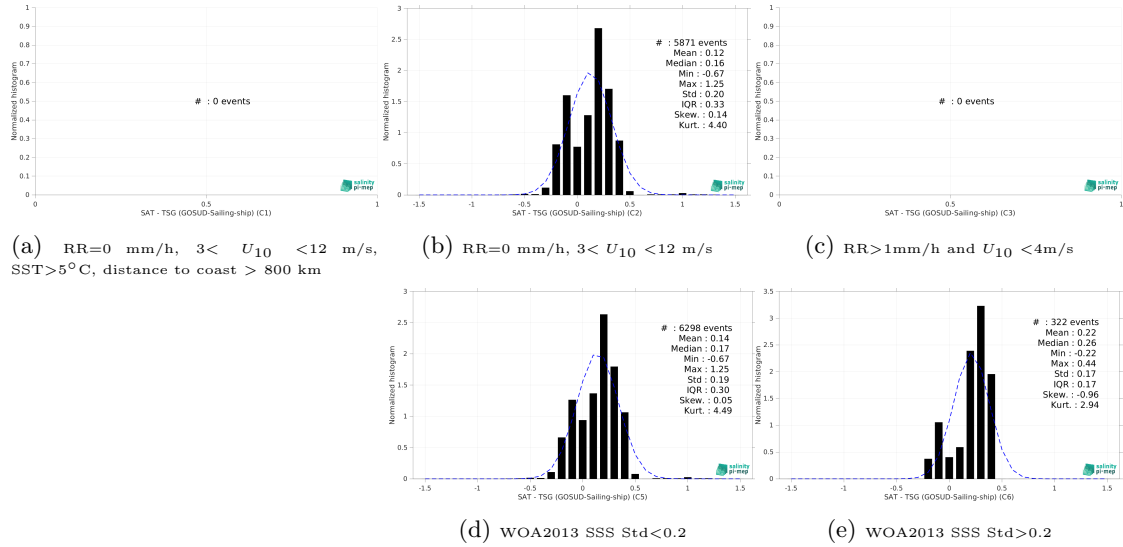 1
0.9
0.8
0.7
0.6
0.5
0.4
0.3
0.2
0.1
0
Normalized histogram
# : 0 events
salinity
pi-mep
0 0.5 1
SAT - TSG (GOSUD-Sailing-ship) (C1)
(a) RR=0 mm/h, 3< U10 <12 m/s,
SST>5°C, distance to coast > 800 km
3
2.5
2
1.5
1
0.5
0
Normalized histogram
# : 5871 events
Mean : 0.12
Median : 0.16
Min : -0.67
Max : 1.25
Std : 0.20
IQR : 0.33
Skew. : 0.14
Kurt. : 4.40
salinity
pi-mep
-1.5 -1 -0.5 0 0.5 1 1.5
SAT - TSG (GOSUD-Sailing-ship) (C2)
(b) RR=0 mm/h, 3< U10 <12 m/s
1
0.9
0.8
0.7
0.6
0.5
0.4
0.3
0.2
0.1
0
Normalized histogram
# : 0 events
salinity
pi-mep
0 0.5 1
SAT - TSG (GOSUD-Sailing-ship) (C3)
(c) RR>1mm/h and U10 <4m/s
3
2.5
2
1.5
1
0.5
0
Normalized histogram
# : 6298 events
Mean : 0.14
Median : 0.17
Min : -0.67
Max : 1.25
Std : 0.19
IQR : 0.30
Skew. : 0.05
Kurt. : 4.49
salinity
pi-mep
-1.5 -1 -0.5 0 0.5 1 1.5
SAT - TSG (GOSUD-Sailing-ship) (C5)
(d) WOA2013 SSS Std<0.2
3.5
3
2.5
2
1.5
1
0.5
0
Normalized histogram
# : 322 events
Mean : 0.22
Median : 0.26
Min : -0.22
Max : 0.44
Std : 0.17
IQR : 0.17
Skew. : -0.96
Kurt. : 2.94
salinity
pi-mep
-1.5 -1 -0.5 0 0.5 1 1.5
SAT - TSG (GOSUD-Sailing-ship) (C6)
(e) WOA2013 SSS Std>0.2